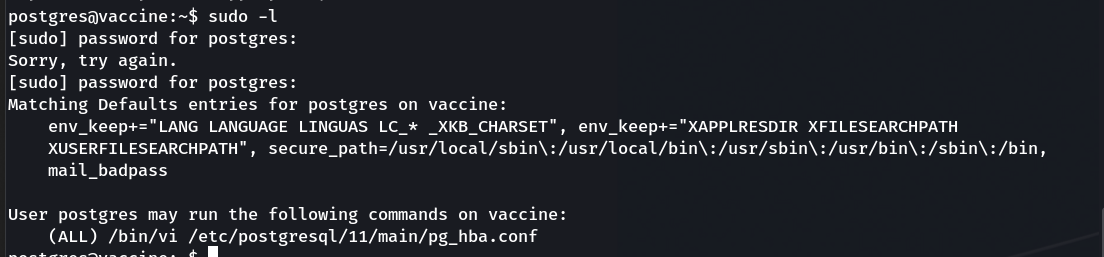 postgres@vaccine:~$ sudo -l
[sudo] password for postgres:
Sorry, try again.
[sudo] password for postgres:
Matching Defaults entries for postgres on vaccine:
    env_keep+="LANG LANGUAGE LINGUAS LC_* _XKB_CHARSET", env_keep+="XAPPLRESDIR XFILESEARCHPATH
    XUSERFILESEARCHPATH", secure_path=/usr/local/sbin\:/usr/local/bin\:/usr/sbin\:/usr/bin\:/sbin\:/bin,
    mail_badpass

User postgres may run the following commands on vaccine:
    (ALL) /bin/vi /etc/postgresql/11/main/pg_hba.conf
postgres@vaccine:~$